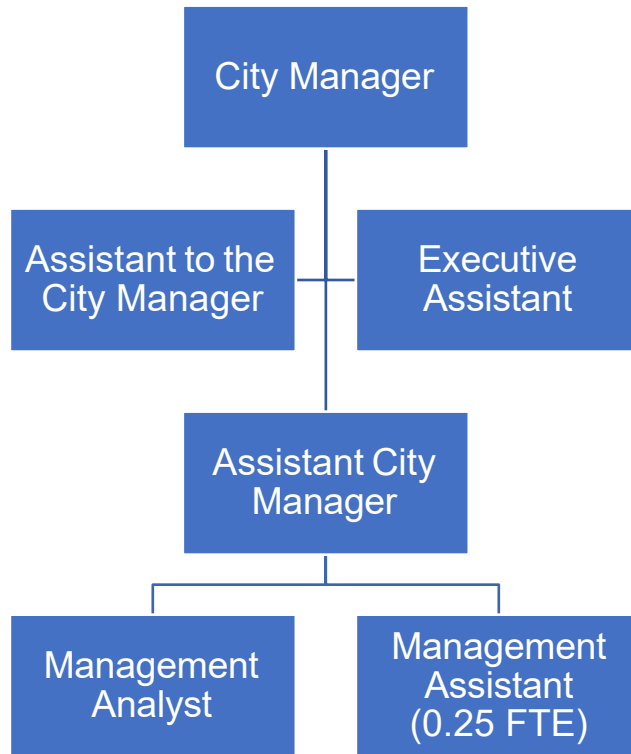 City Manager
Assistant to the
City Manager
Executive
Assistant
Assistant City
Manager
Management
Analyst
Management
Assistant
(0.25 FTE)